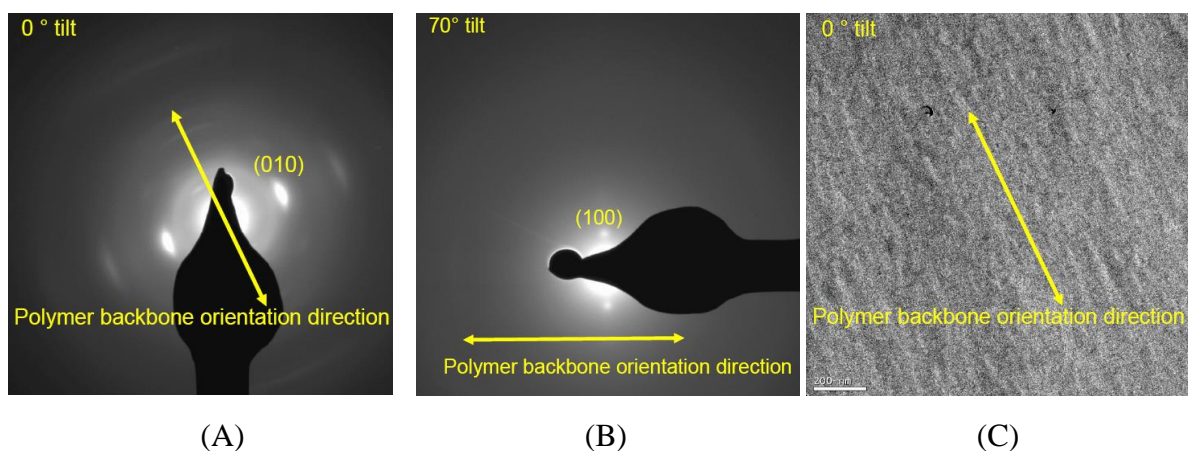 0 ° tilt
(010)
Polymer backbone orientation direction
70° tilt
(100)
Polymer backbone orientation direction
0 ° tilt
Polymer backbone orientation direction
200 nm
(A)
(B)
(C)